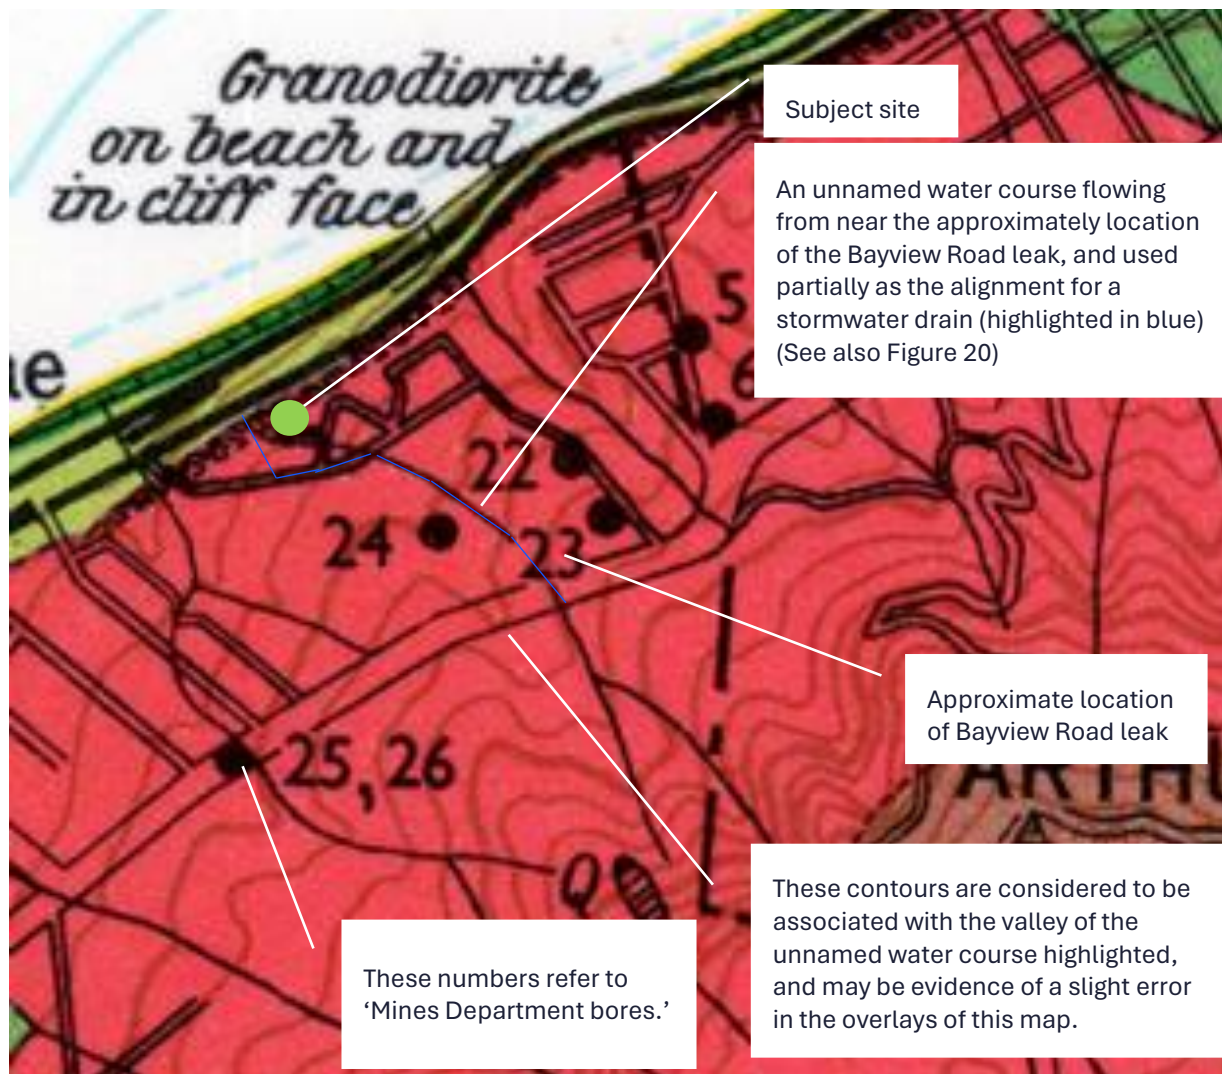 Granodiorite
on beach and
in cliff face
Subject site
An unnamed water course flowing
from near the approximately location
of the Bayview Road leak, and used
partially as the alignment for a
stormwater drain (highlighted in blue)
(See also Figure 20)
5
ne
6
22
24
23
Approximate location
of Bayview Road leak
25, 26
ARTHU
Q
These contours are considered to be
associated with the valley of the
unnamed water course highlighted,
and may be evidence of a slight error
in the overlays of this map.
These numbers refer to
‘Mines Department bores.’